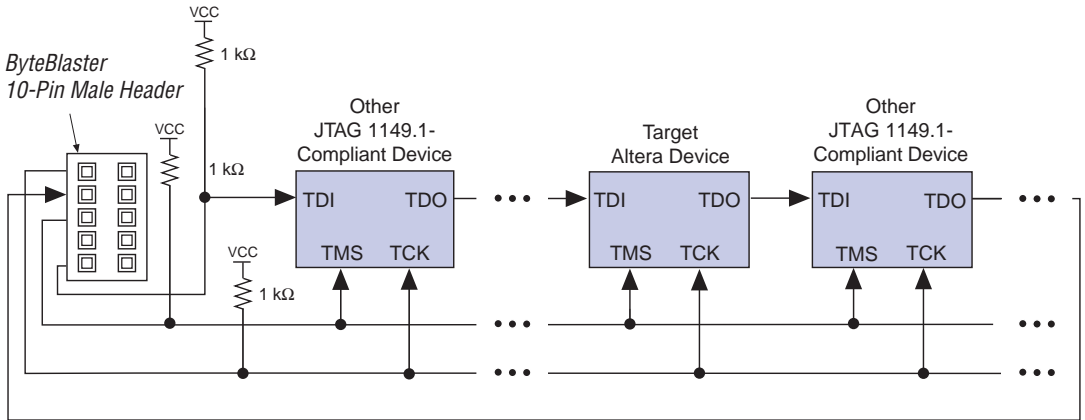 VCC
1 kΩ
ByteBlaster
10-Pin Male Header
VCC
1 kΩ
Other
JTAG 1149.1-
Compliant Device
Target
Altera Device
Other
JTAG 1149.1-
Compliant Device
TDI
TDO
TMS
TCK
TDI
TDO
TMS
TCK
TDI
TDO
TMS
TCK
VCC
1 kΩ